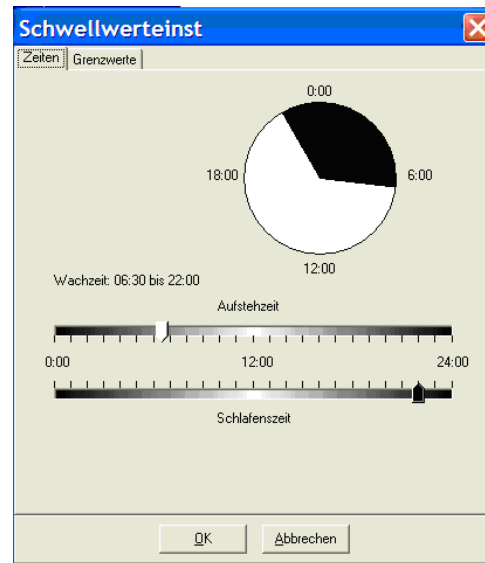 Schwellwerteinst
Zeiten Grenzwerte
0:00
18:00 6:00
12:00
Wachzeit: 06:30 bis 22:00
Aufstehzeit
0:00 12:00 24:00
Schlafenszeit
OK Abbrechen